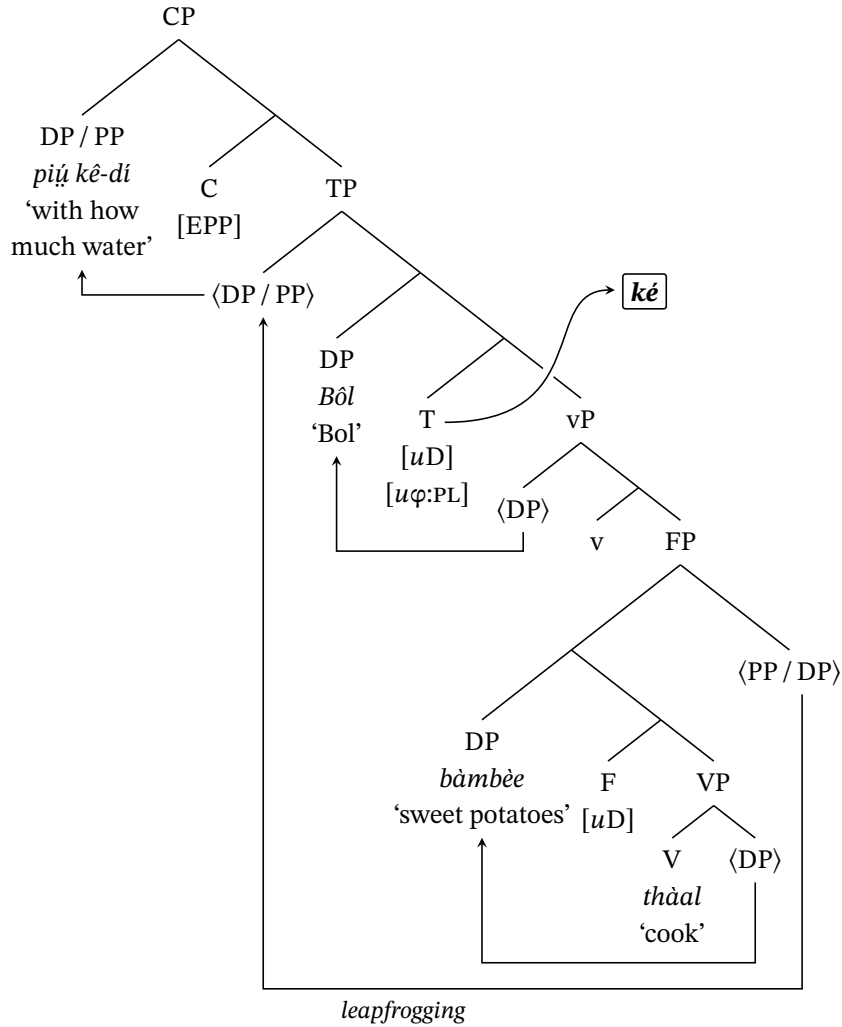 CP
DP / PP
piṳ́ kê-dí
‘with how
much water’
C
[EPP]
TP
⟨DP / PP⟩
ké
DP
Bôl
‘Bol’
T
[uD]
[uφ:PL]
vP
⟨DP⟩
v
FP
⟨PP / DP⟩
DP
bàmbèe
‘sweet potatoes’
F
[uD]
VP
V
thàal
‘cook’
⟨DP⟩
leapfrogging